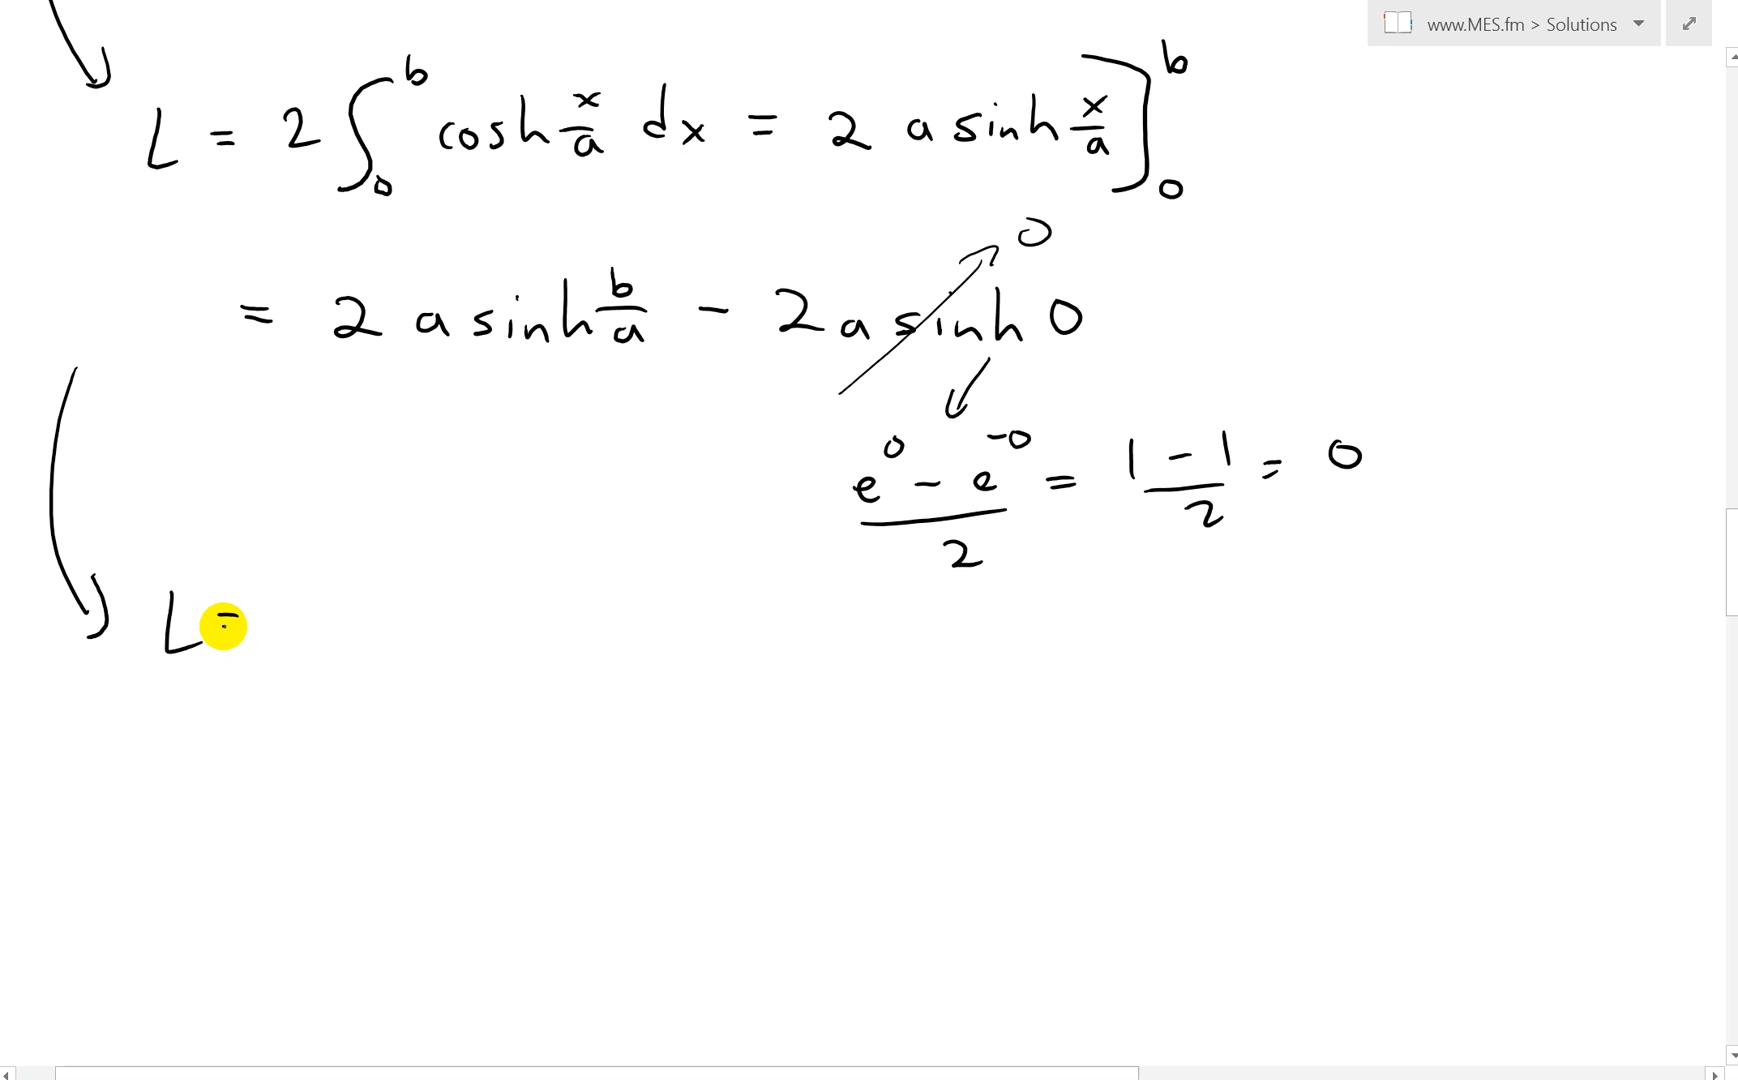 www.MES.fm > Solutions
L = 2 ∫₀ᵇ cosh x/a dx = 2 a sinh x/a ]₀ᵇ
= 2 a sinh b/a - 2 a sinh 0 → 0
(e⁰ - e⁻⁰)/2 = (1 - 1)/2 = 0
L =